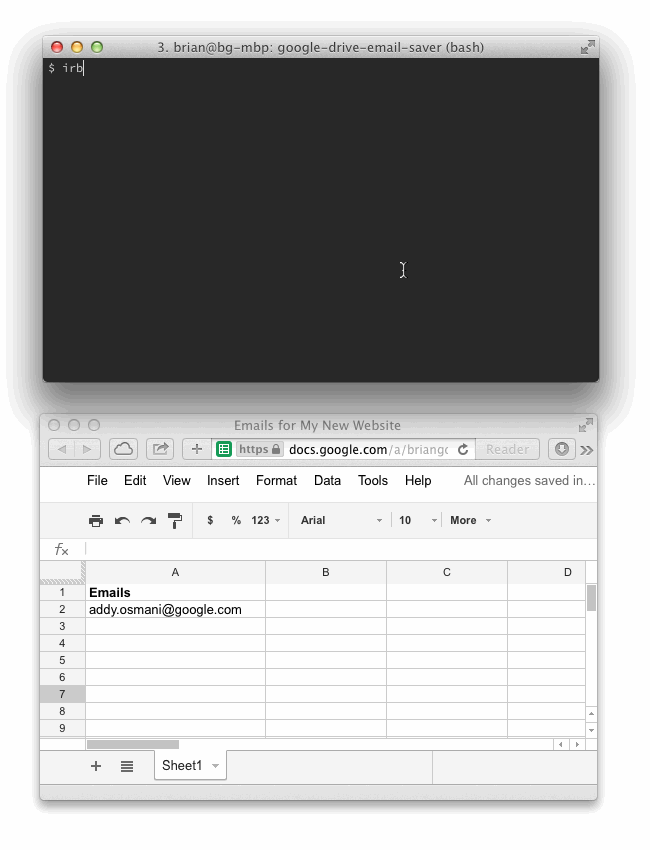 3. brian@bg-mbp: google-drive-email-saver (bash)
$ irb
Emails for My New Website
https docs.google.com/a/briangc Reader
File Edit View Insert Format Data Tools Help All changes saved in...
$ % 123 Arial 10 More
fx
A B C D
1 Emails
2 addy.osmani@google.com
3
4
5
6
7
8
9
Sheet1